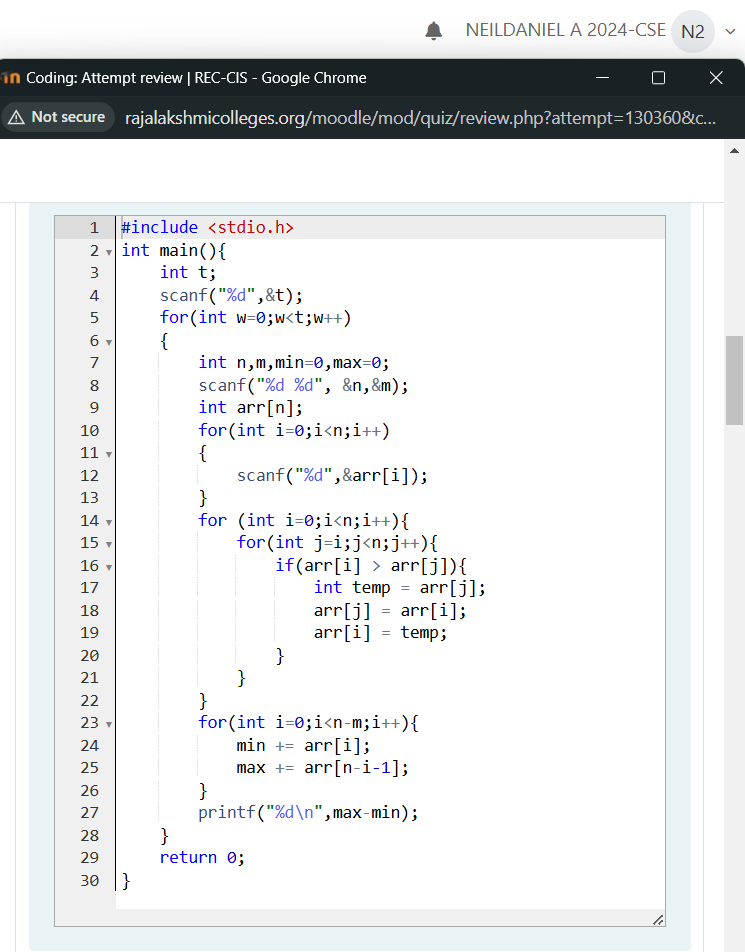 NEILDANIEL A 2024-CSE N2
Coding: Attempt review | REC-CIS - Google Chrome
Not secure rajalakshmicolleges.org/moodle/mod/quiz/review.php?attempt=130360&c...
1 #include <stdio.h>
2 int main(){
3     int t;
4     scanf("%d",&t);
5     for(int w=0;w<t;w++)
6     {
7         int n,m,min=0,max=0;
8         scanf("%d %d", &n,&m);
9         int arr[n];
10         for(int i=0;i<n;i++)
11         {
12             scanf("%d",&arr[i]);
13         }
14         for (int i=0;i<n;i++){
15             for(int j=i;j<n;j++){
16                 if(arr[i] > arr[j]){
17                     int temp = arr[j];
18                     arr[j] = arr[i];
19                     arr[i] = temp;
20                 }
21             }
22         }
23         for(int i=0;i<n-m;i++){
24             min += arr[i];
25             max += arr[n-i-1];
26         }
27         printf("%d\n",max-min);
28     }
29     return 0;
30 }